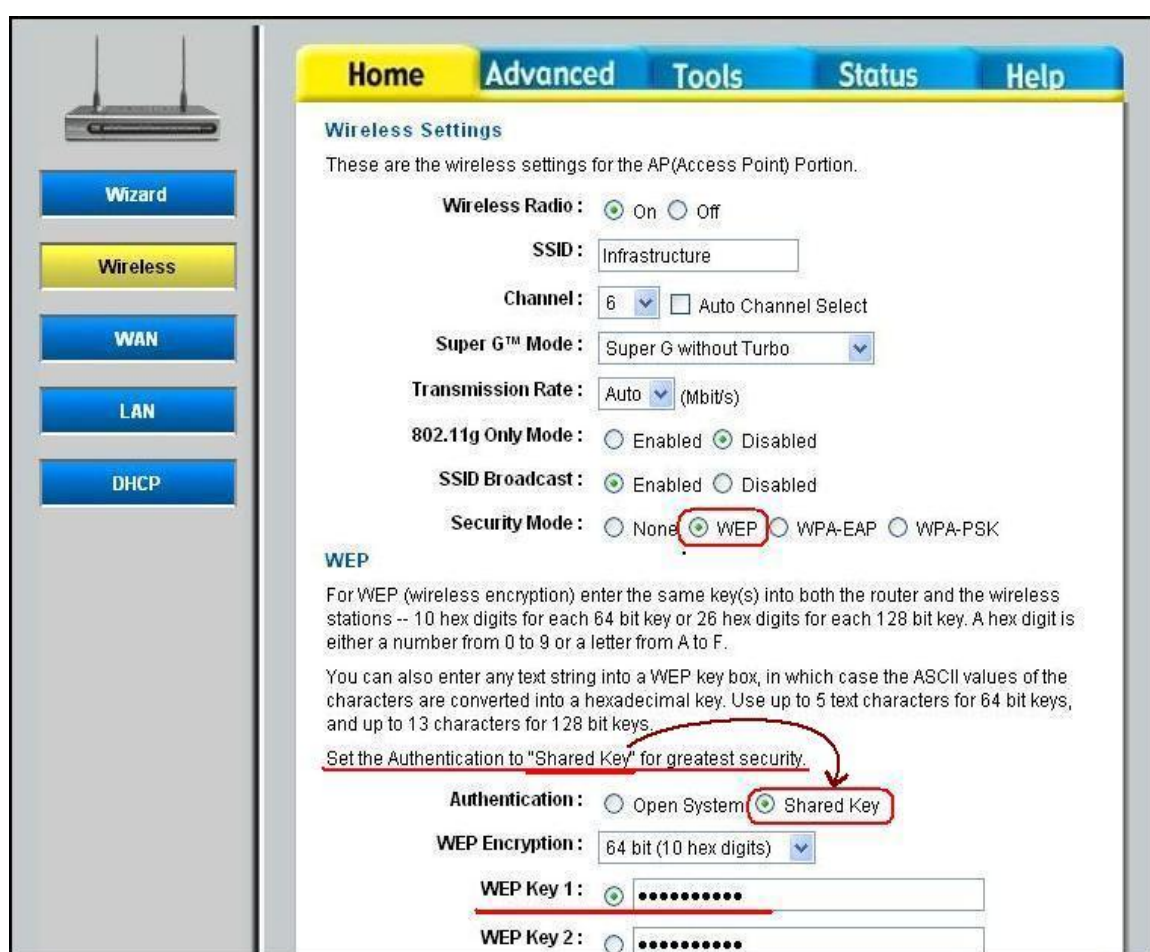 Home Advanced Tools Status Help
Wireless Settings
These are the wireless settings for the AP(Access Point) Portion.
Wizard
Wireless
WAN
LAN
DHCP
Wireless Radio : On Off
SSID : Infrastructure
Channel : 6 Auto Channel Select
Super G™ Mode : Super G without Turbo
Transmission Rate : Auto (Mbit/s)
802.11g Only Mode : Enabled Disabled
SSID Broadcast : Enabled Disabled
Security Mode : None WEP WPA-EAP WPA-PSK
WEP
For WEP (wireless encryption) enter the same key(s) into both the router and the wireless
stations -- 10 hex digits for each 64 bit key or 26 hex digits for each 128 bit key. A hex digit is
either a number from 0 to 9 or a letter from A to F.
You can also enter any text string into a WEP key box, in which case the ASCII values of the
characters are converted into a hexadecimal key. Use up to 5 text characters for 64 bit keys,
and up to 13 characters for 128 bit keys.
Set the Authentication to "Shared Key" for greatest security.
Authentication : Open System Shared Key
WEP Encryption : 64 bit (10 hex digits)
WEP Key 1 : ••••••••••
WEP Key 2 : ••••••••••